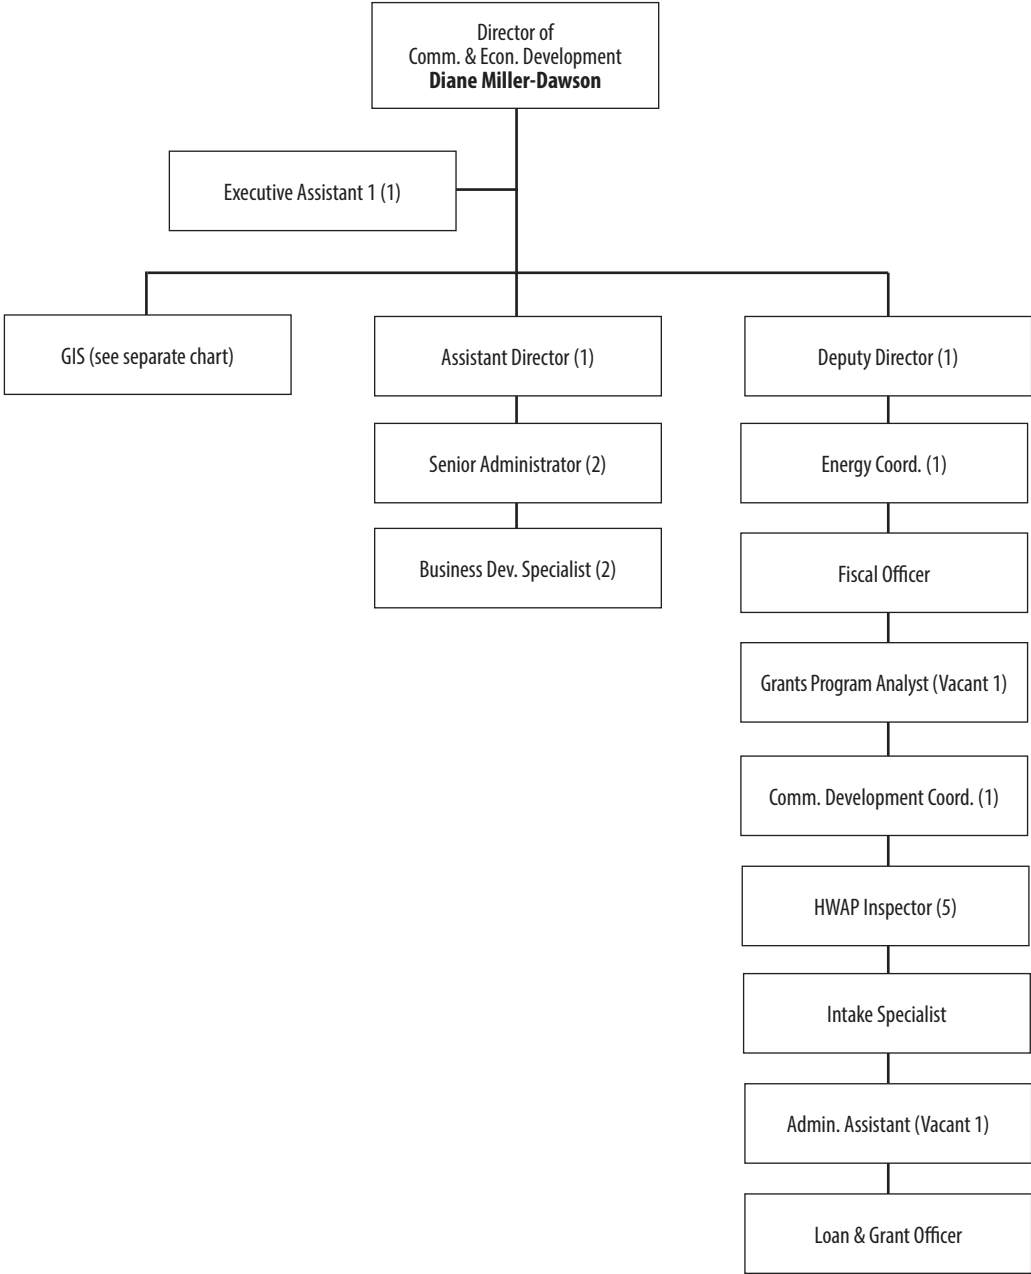 Director of
Comm. & Econ. Development
Diane Miller-Dawson
Executive Assistant 1 (1)
GIS (see separate chart)
Assistant Director (1)
Deputy Director (1)
Senior Administrator (2)
Energy Coord. (1)
Business Dev. Specialist (2)
Fiscal Officer
Grants Program Analyst (Vacant 1)
Comm. Development Coord. (1)
HWAP Inspector (5)
Intake Specialist
Admin. Assistant (Vacant 1)
Loan & Grant Officer